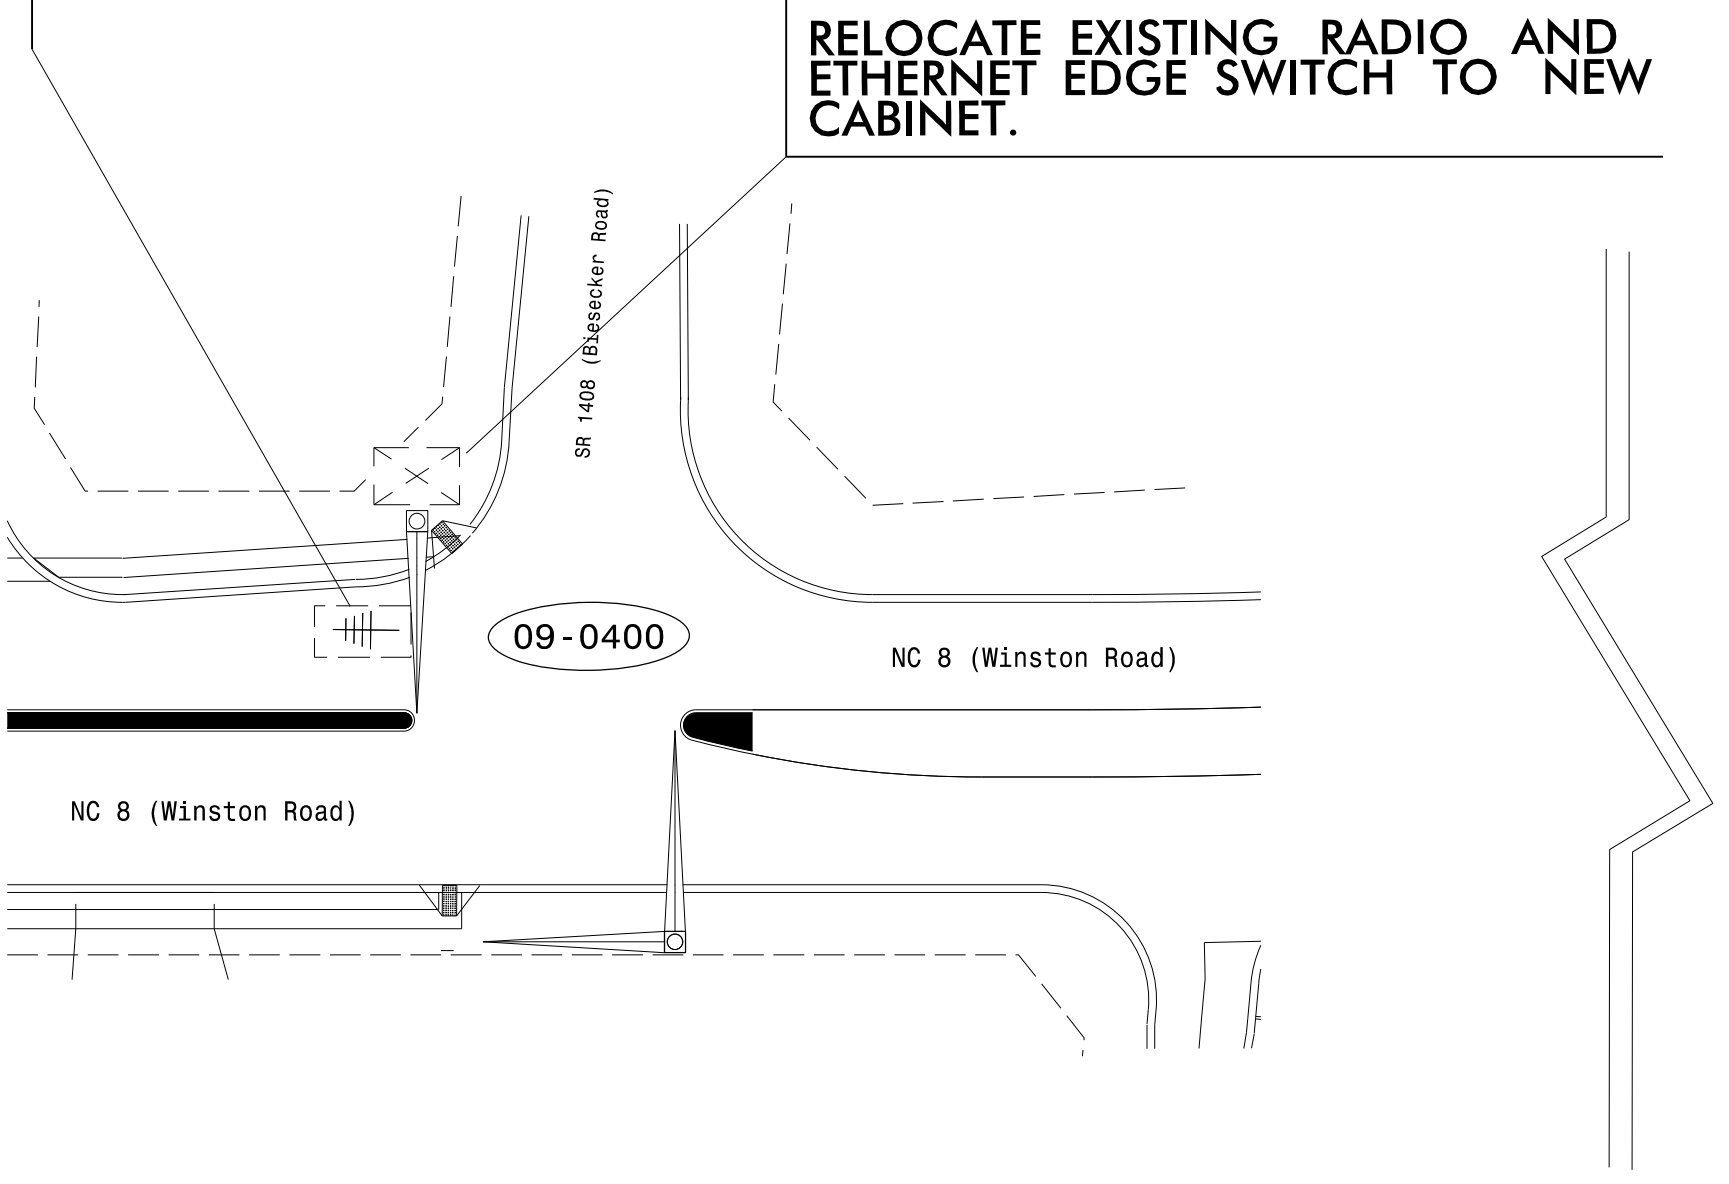 RELOCATE EXISTING RADIO AND
ETHERNET EDGE SWITCH TO NEW
CABINET.
SR 1408 (Biesecker Road)
09-0400
NC 8 (Winston Road)
NC 8 (Winston Road)